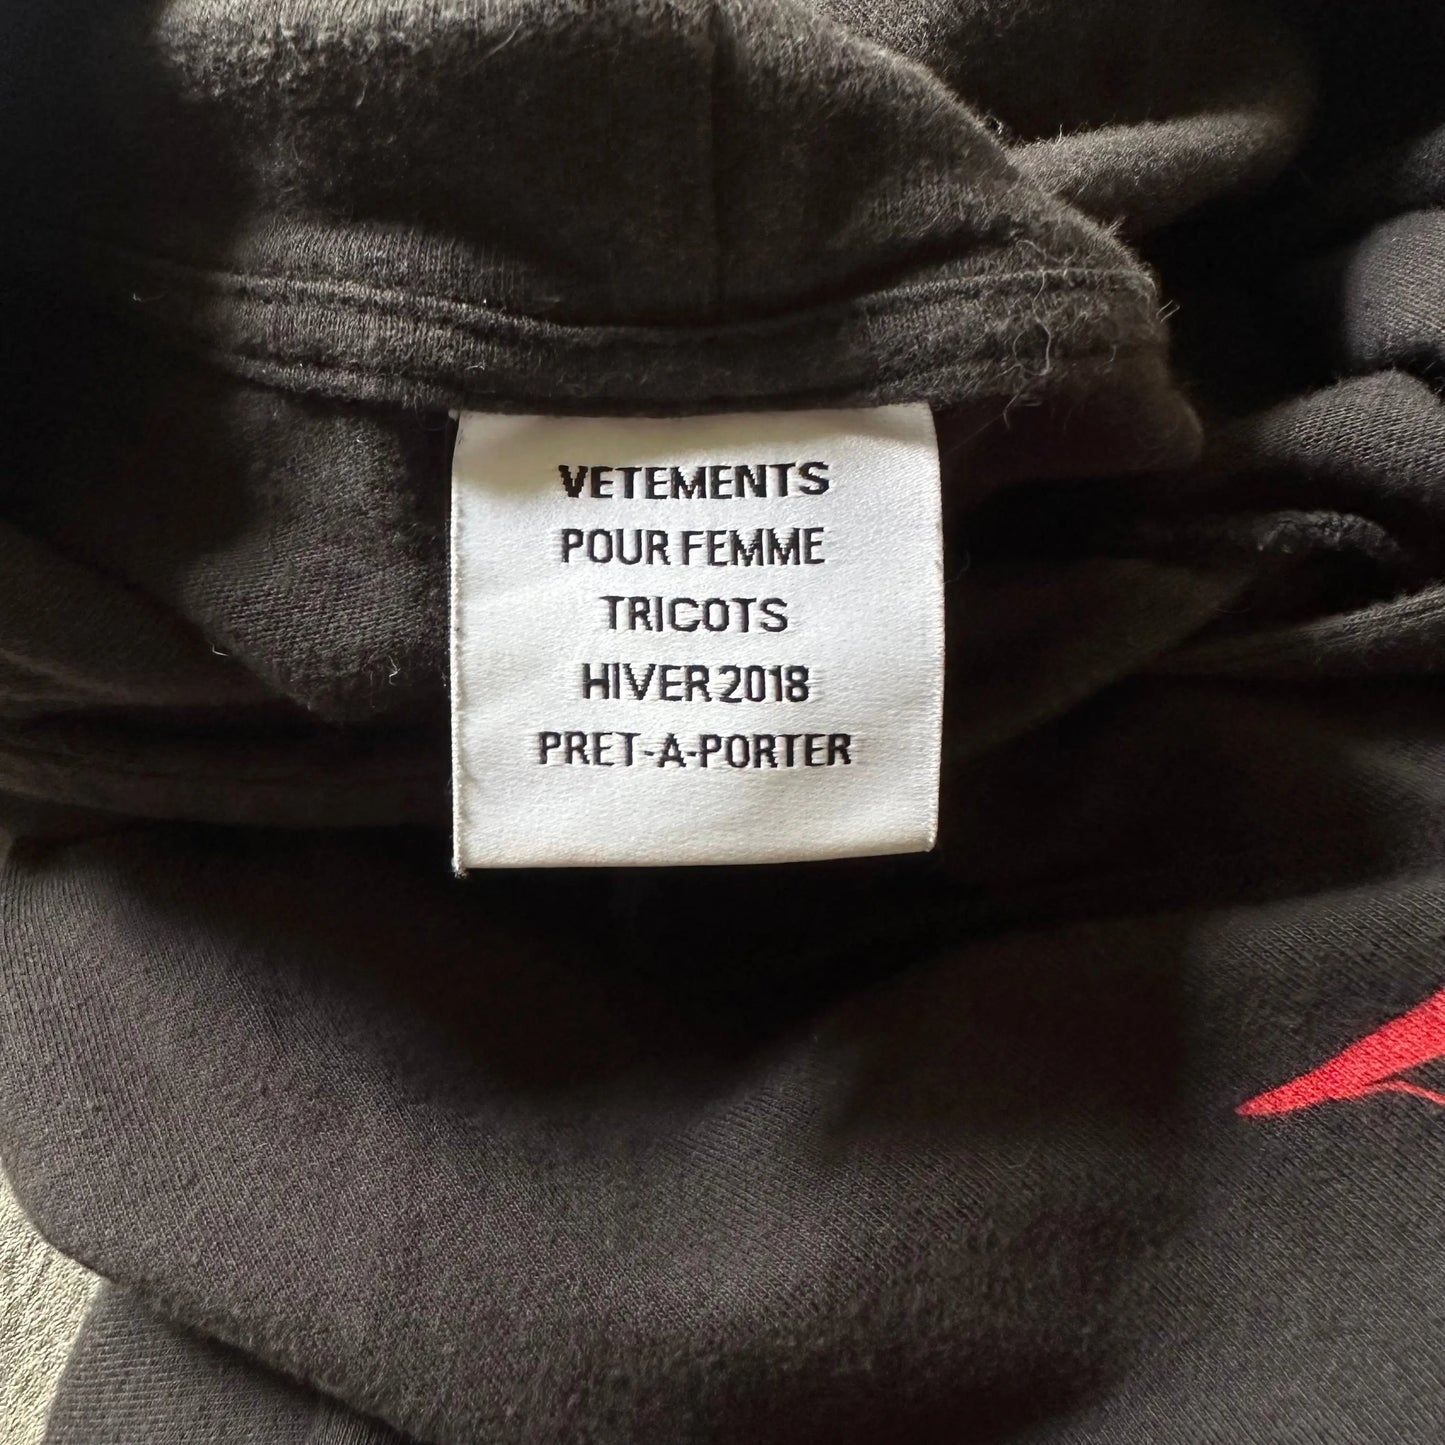 VETEMENTS
POUR FEMME
TRICOTS
HIVER 2018
PRET-A-PORTER